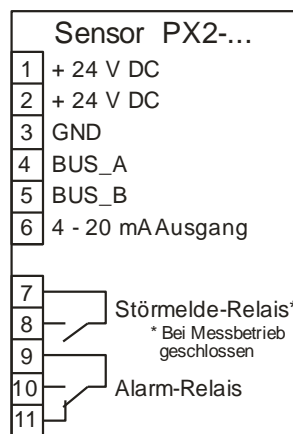 Sensor PX2-...
1 + 24 V DC
2 + 24 V DC
3 GND
4 BUS_A
5 BUS_B
6 4 - 20 mA Ausgang
7
8 Störmelde-Relais*
* Bei Messbetrieb
geschlossen
9
10 Alarm-Relais
11